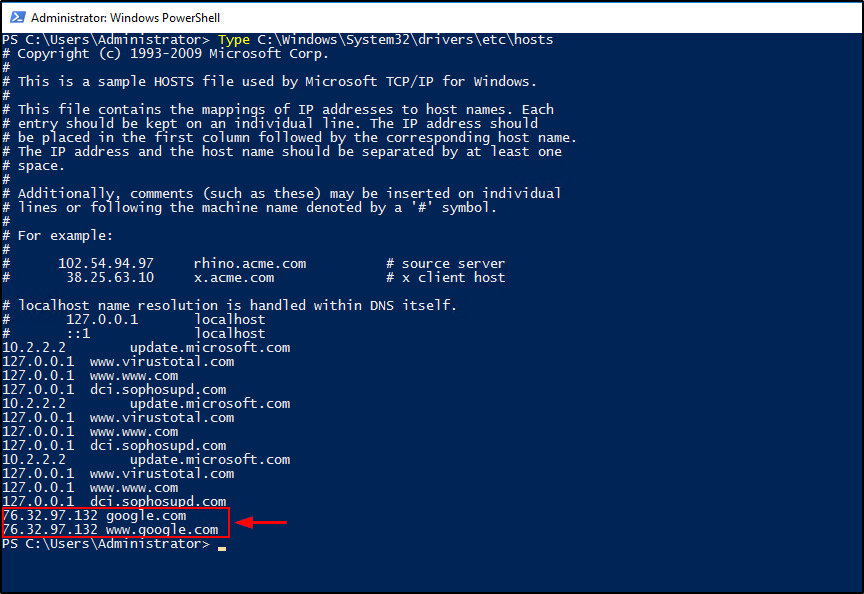 Administrator: Windows PowerShell
PS C:\Users\Administrator> Type C:\Windows\System32\drivers\etc\hosts
# Copyright (c) 1993-2009 Microsoft Corp.
#
# This is a sample HOSTS file used by Microsoft TCP/IP for Windows.
#
# This file contains the mappings of IP addresses to host names. Each
# entry should be kept on an individual line. The IP address should
# be placed in the first column followed by the corresponding host name.
# The IP address and the host name should be separated by at least one
# space.
#
# Additionally, comments (such as these) may be inserted on individual
# lines or following the machine name denoted by a '#' symbol.
#
# For example:
#
#      102.54.94.97     rhino.acme.com          # source server
#       38.25.63.10     x.acme.com              # x client host

# localhost name resolution is handled within DNS itself.
#       127.0.0.1       localhost
#       ::1             localhost
10.2.2.2        update.microsoft.com
127.0.0.1  www.virustotal.com
127.0.0.1  www.www.com
127.0.0.1  dci.sophosupd.com
10.2.2.2        update.microsoft.com
127.0.0.1  www.virustotal.com
127.0.0.1  www.www.com
127.0.0.1  dci.sophosupd.com
10.2.2.2        update.microsoft.com
127.0.0.1  www.virustotal.com
127.0.0.1  www.www.com
127.0.0.1  dci.sophosupd.com
76.32.97.132 google.com
76.32.97.132 www.google.com
PS C:\Users\Administrator> _